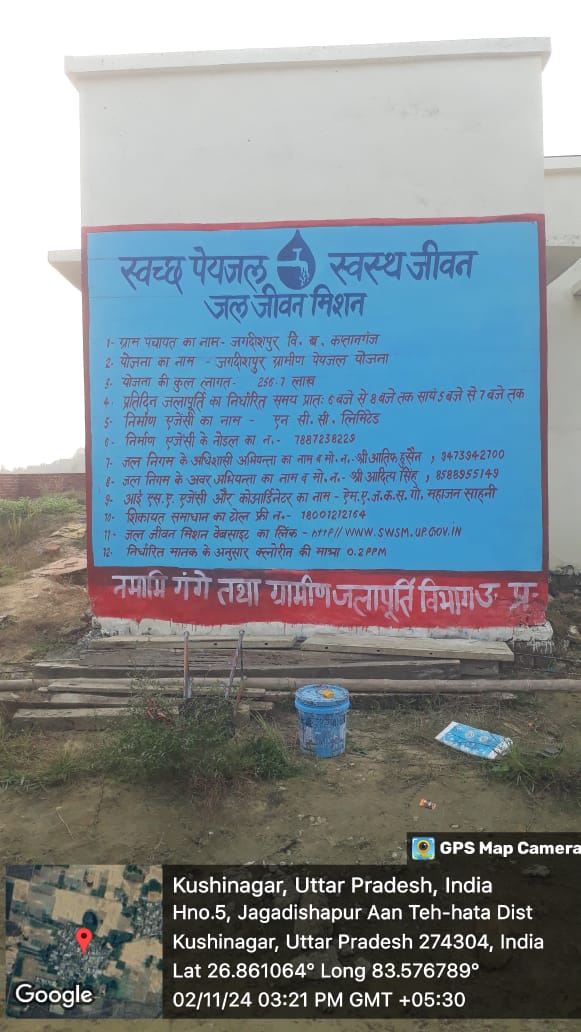 स्वच्छ पेयजल स्वस्थ जीवन
जल जीवन मिशन
1- ग्राम पंचायत का नाम- जगदीशपुर वि. ख. कप्तानगंज
2- योजना का नाम - जगदीशपुर ग्रामीण पेयजल योजना
3- योजना की कुल लागत- 256.7 लाख
4- प्रतिदिन जलापूर्ति का निर्धारित समय प्रातः 6 बजे से 8 बजे तक सायं 5 बजे से 7 बजे तक
5- निर्माण एजेंसी का नाम - एन सी. सी. लिमिटेड
6- निर्माण एजेंसी के नोडल का न.- 7887238229
7- जल निगम के अधिशासी अभियन्ता का नाम व मो. न.- श्री आतिफ हुसैन , 9473942700
8- जल निगम के अवर अभियन्ता का नाम व मो. न.- श्री आदित्य सिंह , 8588955149
9- आई एस. ए. एजेंसी और कोआर्डिनेटर का नाम - ऐम. ए. ज. क. स. गो. महाजन साहनी
10- शिकायत समाधान का टोल फ्री न.- 18001212164
11- जल जीवन मिशन वेबसाइट का लिंक - http// WWW.SWSM.UP.GOV.IN
12- निर्धारित मानक के अनुसार क्लोरीन की मात्रा 0.2 PPM
नमामि गंगे तथा ग्रामीण जलापूर्ति विभाग उ. प्र.
GPS Map Camera
Kushinagar, Uttar Pradesh, India
Hno.5, Jagadishapur Aan Teh-hata Dist
Kushinagar, Uttar Pradesh 274304, India
Lat 26.861064° Long 83.576789°
02/11/24 03:21 PM GMT +05:30
Google